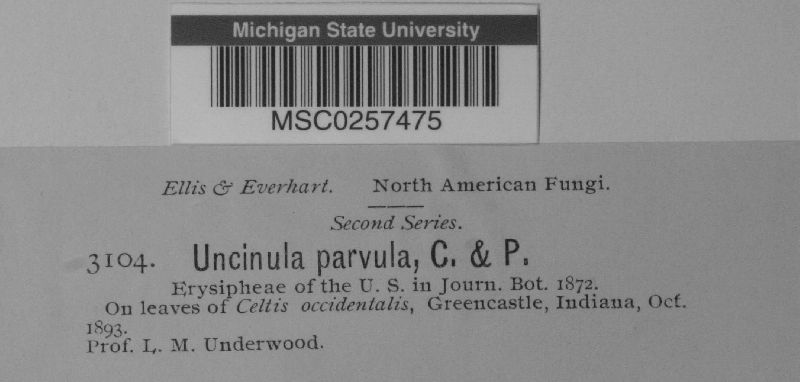 Michigan State University
MSC0257475
Ellis & Everhart. North American Fungi.
Second Series.
3104. Uncinula parvula, C. & P.
Erysipheae of the U. S. in Journ. Bot. 1872.
On leaves of Celtis occidentalis, Greencastle, Indiana, Oct.
1893.
Prof. L. M. Underwood.